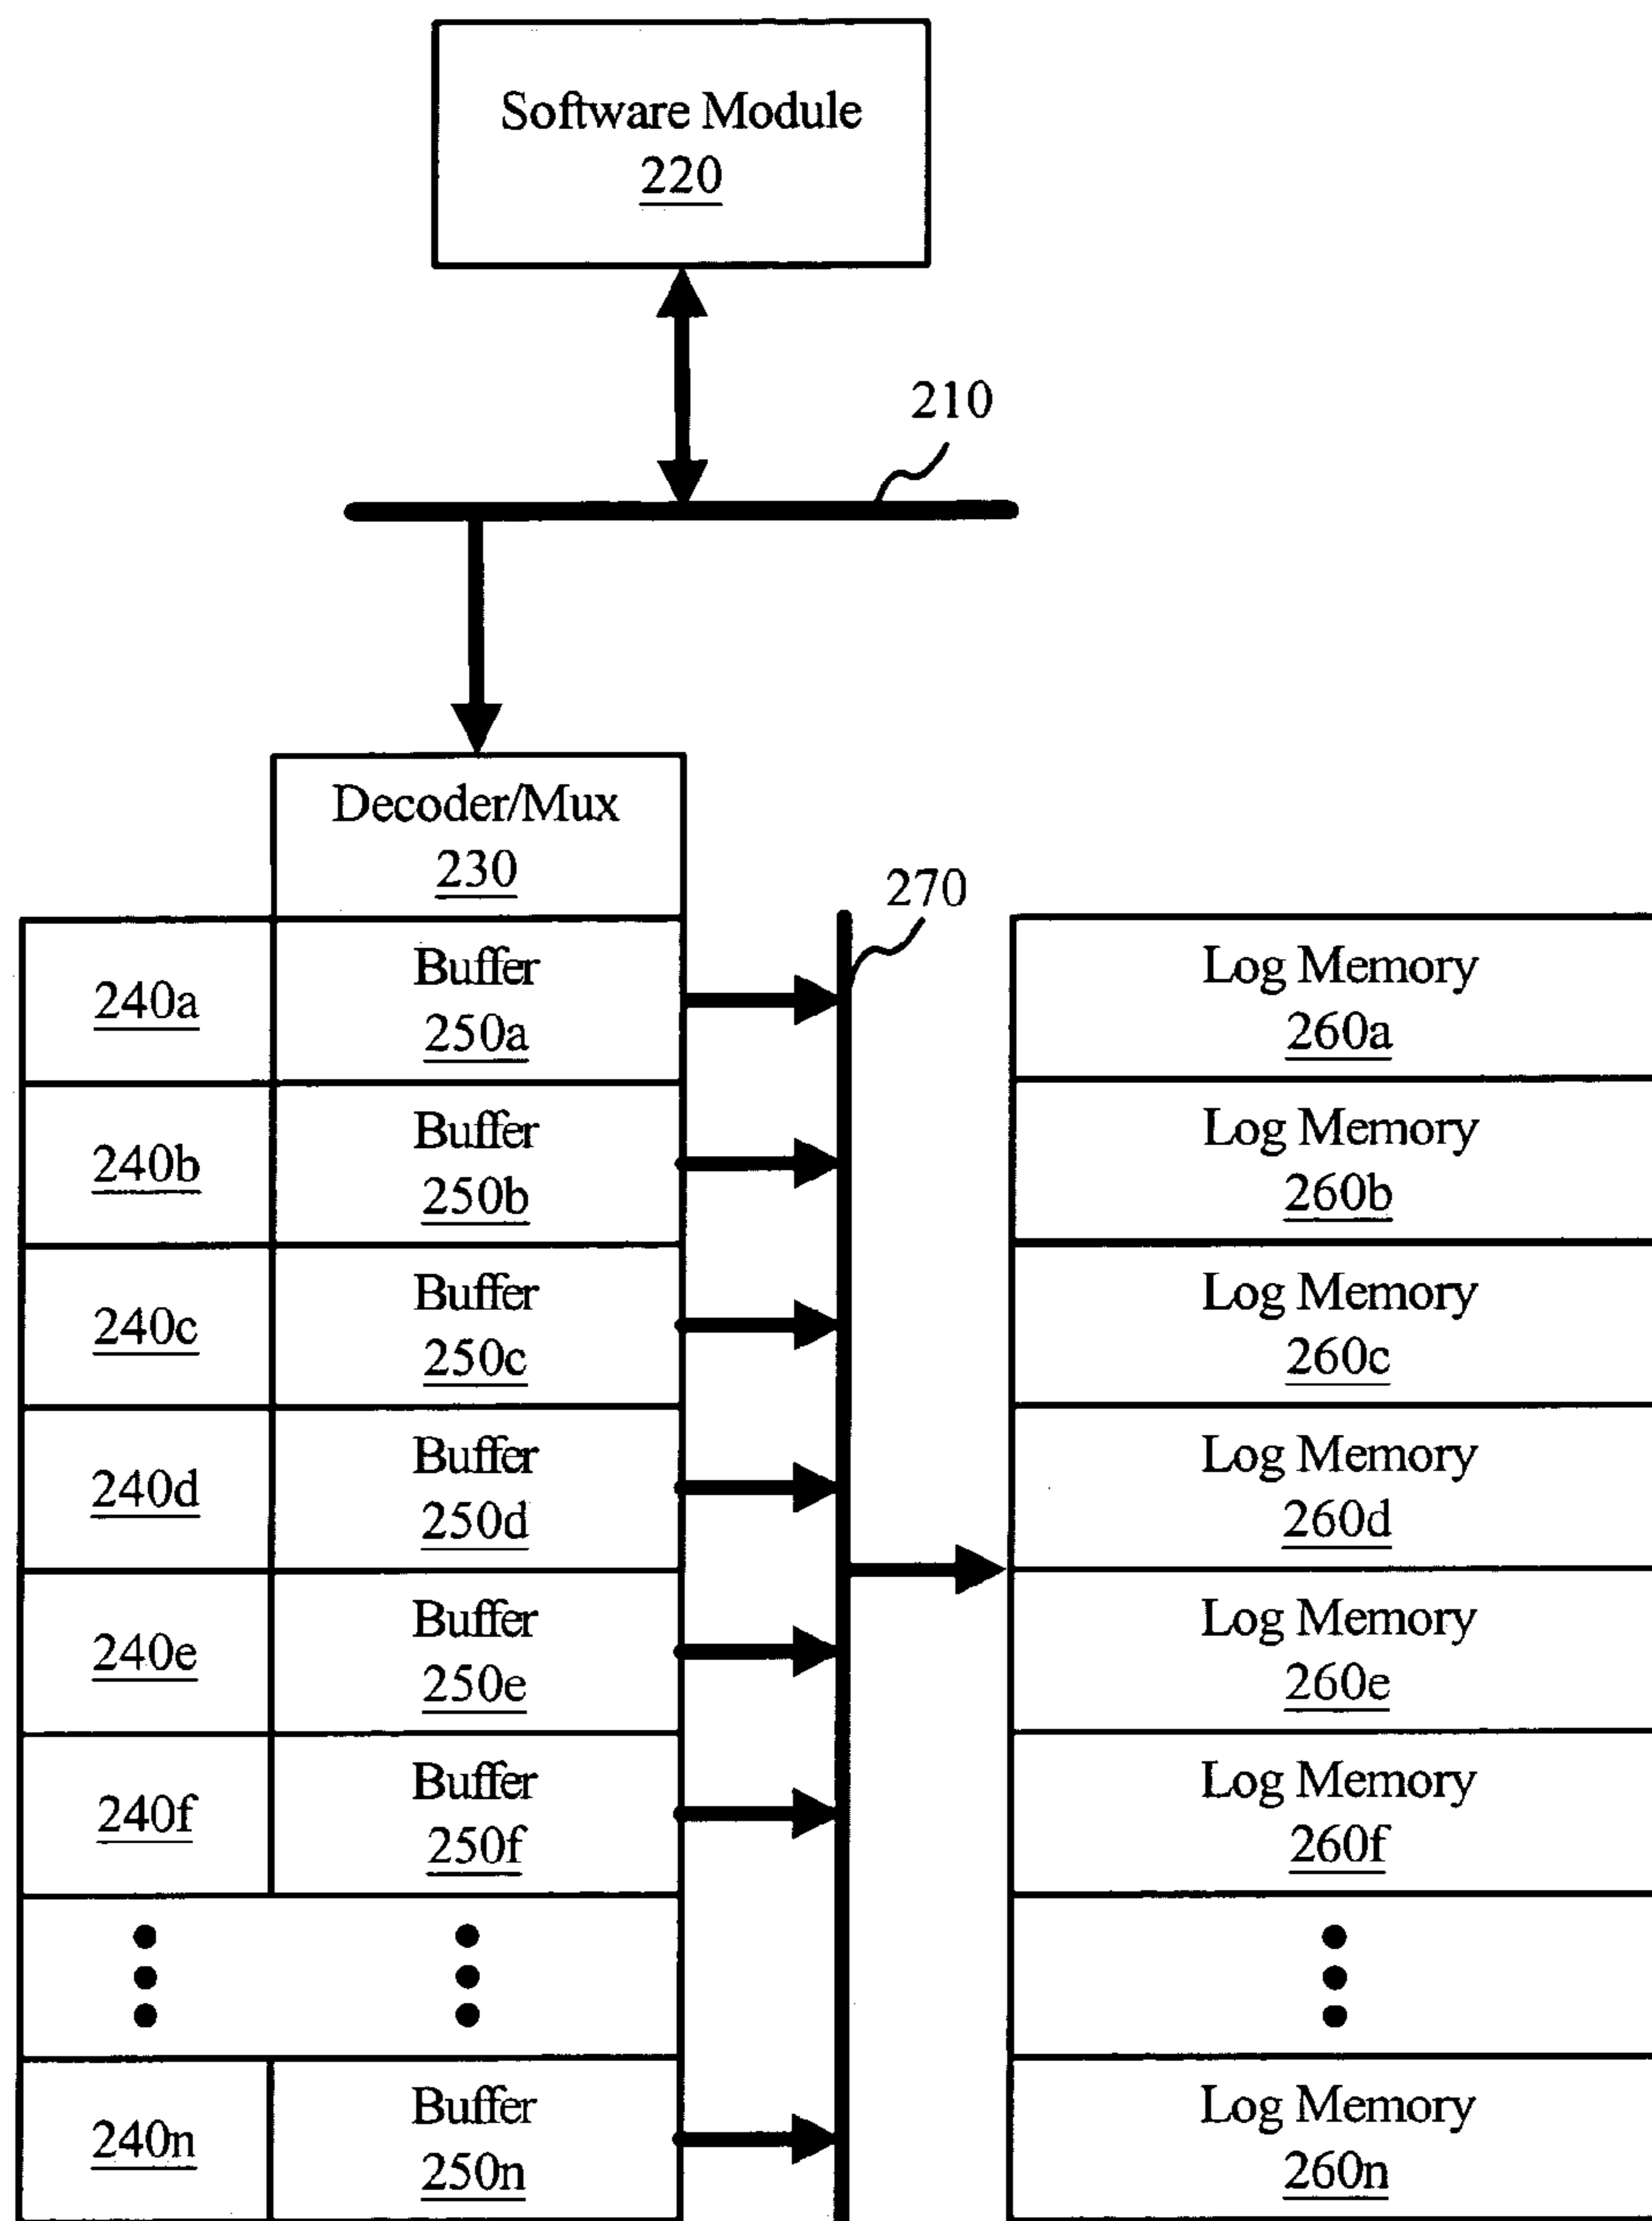 Software Module
220
210
Decoder/Mux
230
270
240a
Buffer
250a
Log Memory
260a
240b
Buffer
250b
Log Memory
260b
240c
Buffer
250c
Log Memory
260c
240d
Buffer
250d
Log Memory
260d
240e
Buffer
250e
Log Memory
260e
240f
Buffer
250f
Log Memory
260f
240n
Buffer
250n
Log Memory
260n